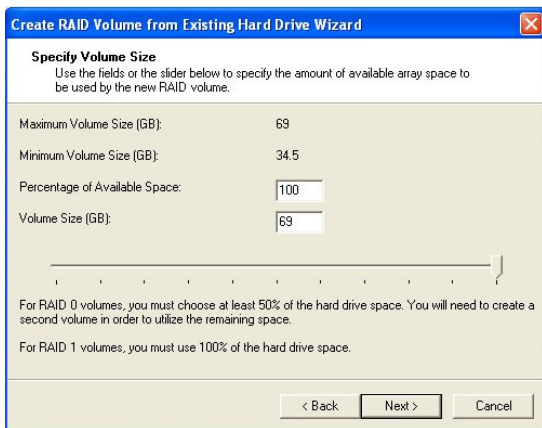 Create RAID Volume from Existing Hard Drive Wizard
Specify Volume Size
Use the fields or the slider below to specify the amount of available array space to
be used by the new RAID volume.
Maximum Volume Size (GB): 69
Minimum Volume Size (GB): 34.5
Percentage of Available Space: 100
Volume Size (GB): 69
For RAID 0 volumes, you must choose at least 50% of the hard drive space. You will need to create a
second volume in order to utilize the remaining space.
For RAID 1 volumes, you must use 100% of the hard drive space.
< Back Next > Cancel